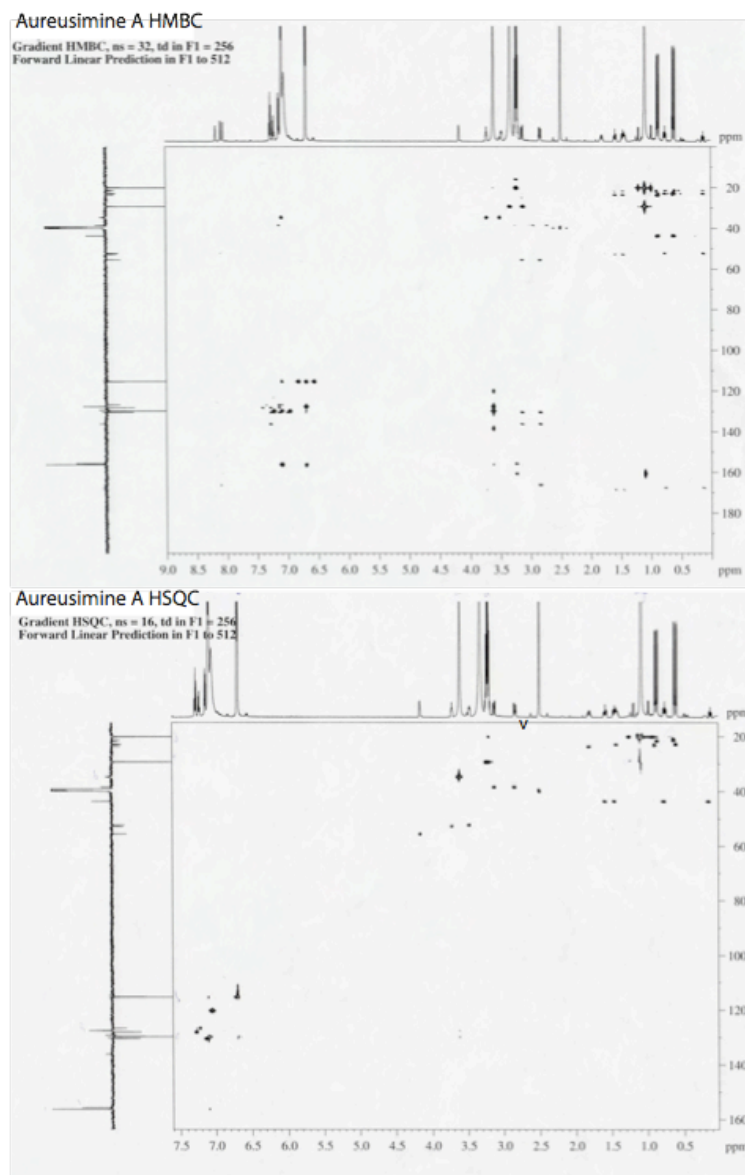 Aureusimine A HMBC
Gradient HMBC, ns = 32, td in F1 = 256
Forward Linear Prediction in F1 to 512
ppm
20
40
60
80
100
120
140
160
180
9.0 8.5 8.0 7.5 7.0 6.5 6.0 5.5 5.0 4.5 4.0 3.5 3.0 2.5 2.0 1.5 1.0 0.5 ppm
Aureusimine A HSQC
Gradient HSQC, ns = 16, td in F1 = 256
Forward Linear Prediction in F1 to 512
ppm
v
20
40
60
80
100
120
140
160
7.5 7.0 6.5 6.0 5.5 5.0 4.5 4.0 3.5 3.0 2.5 2.0 1.5 1.0 0.5 ppm